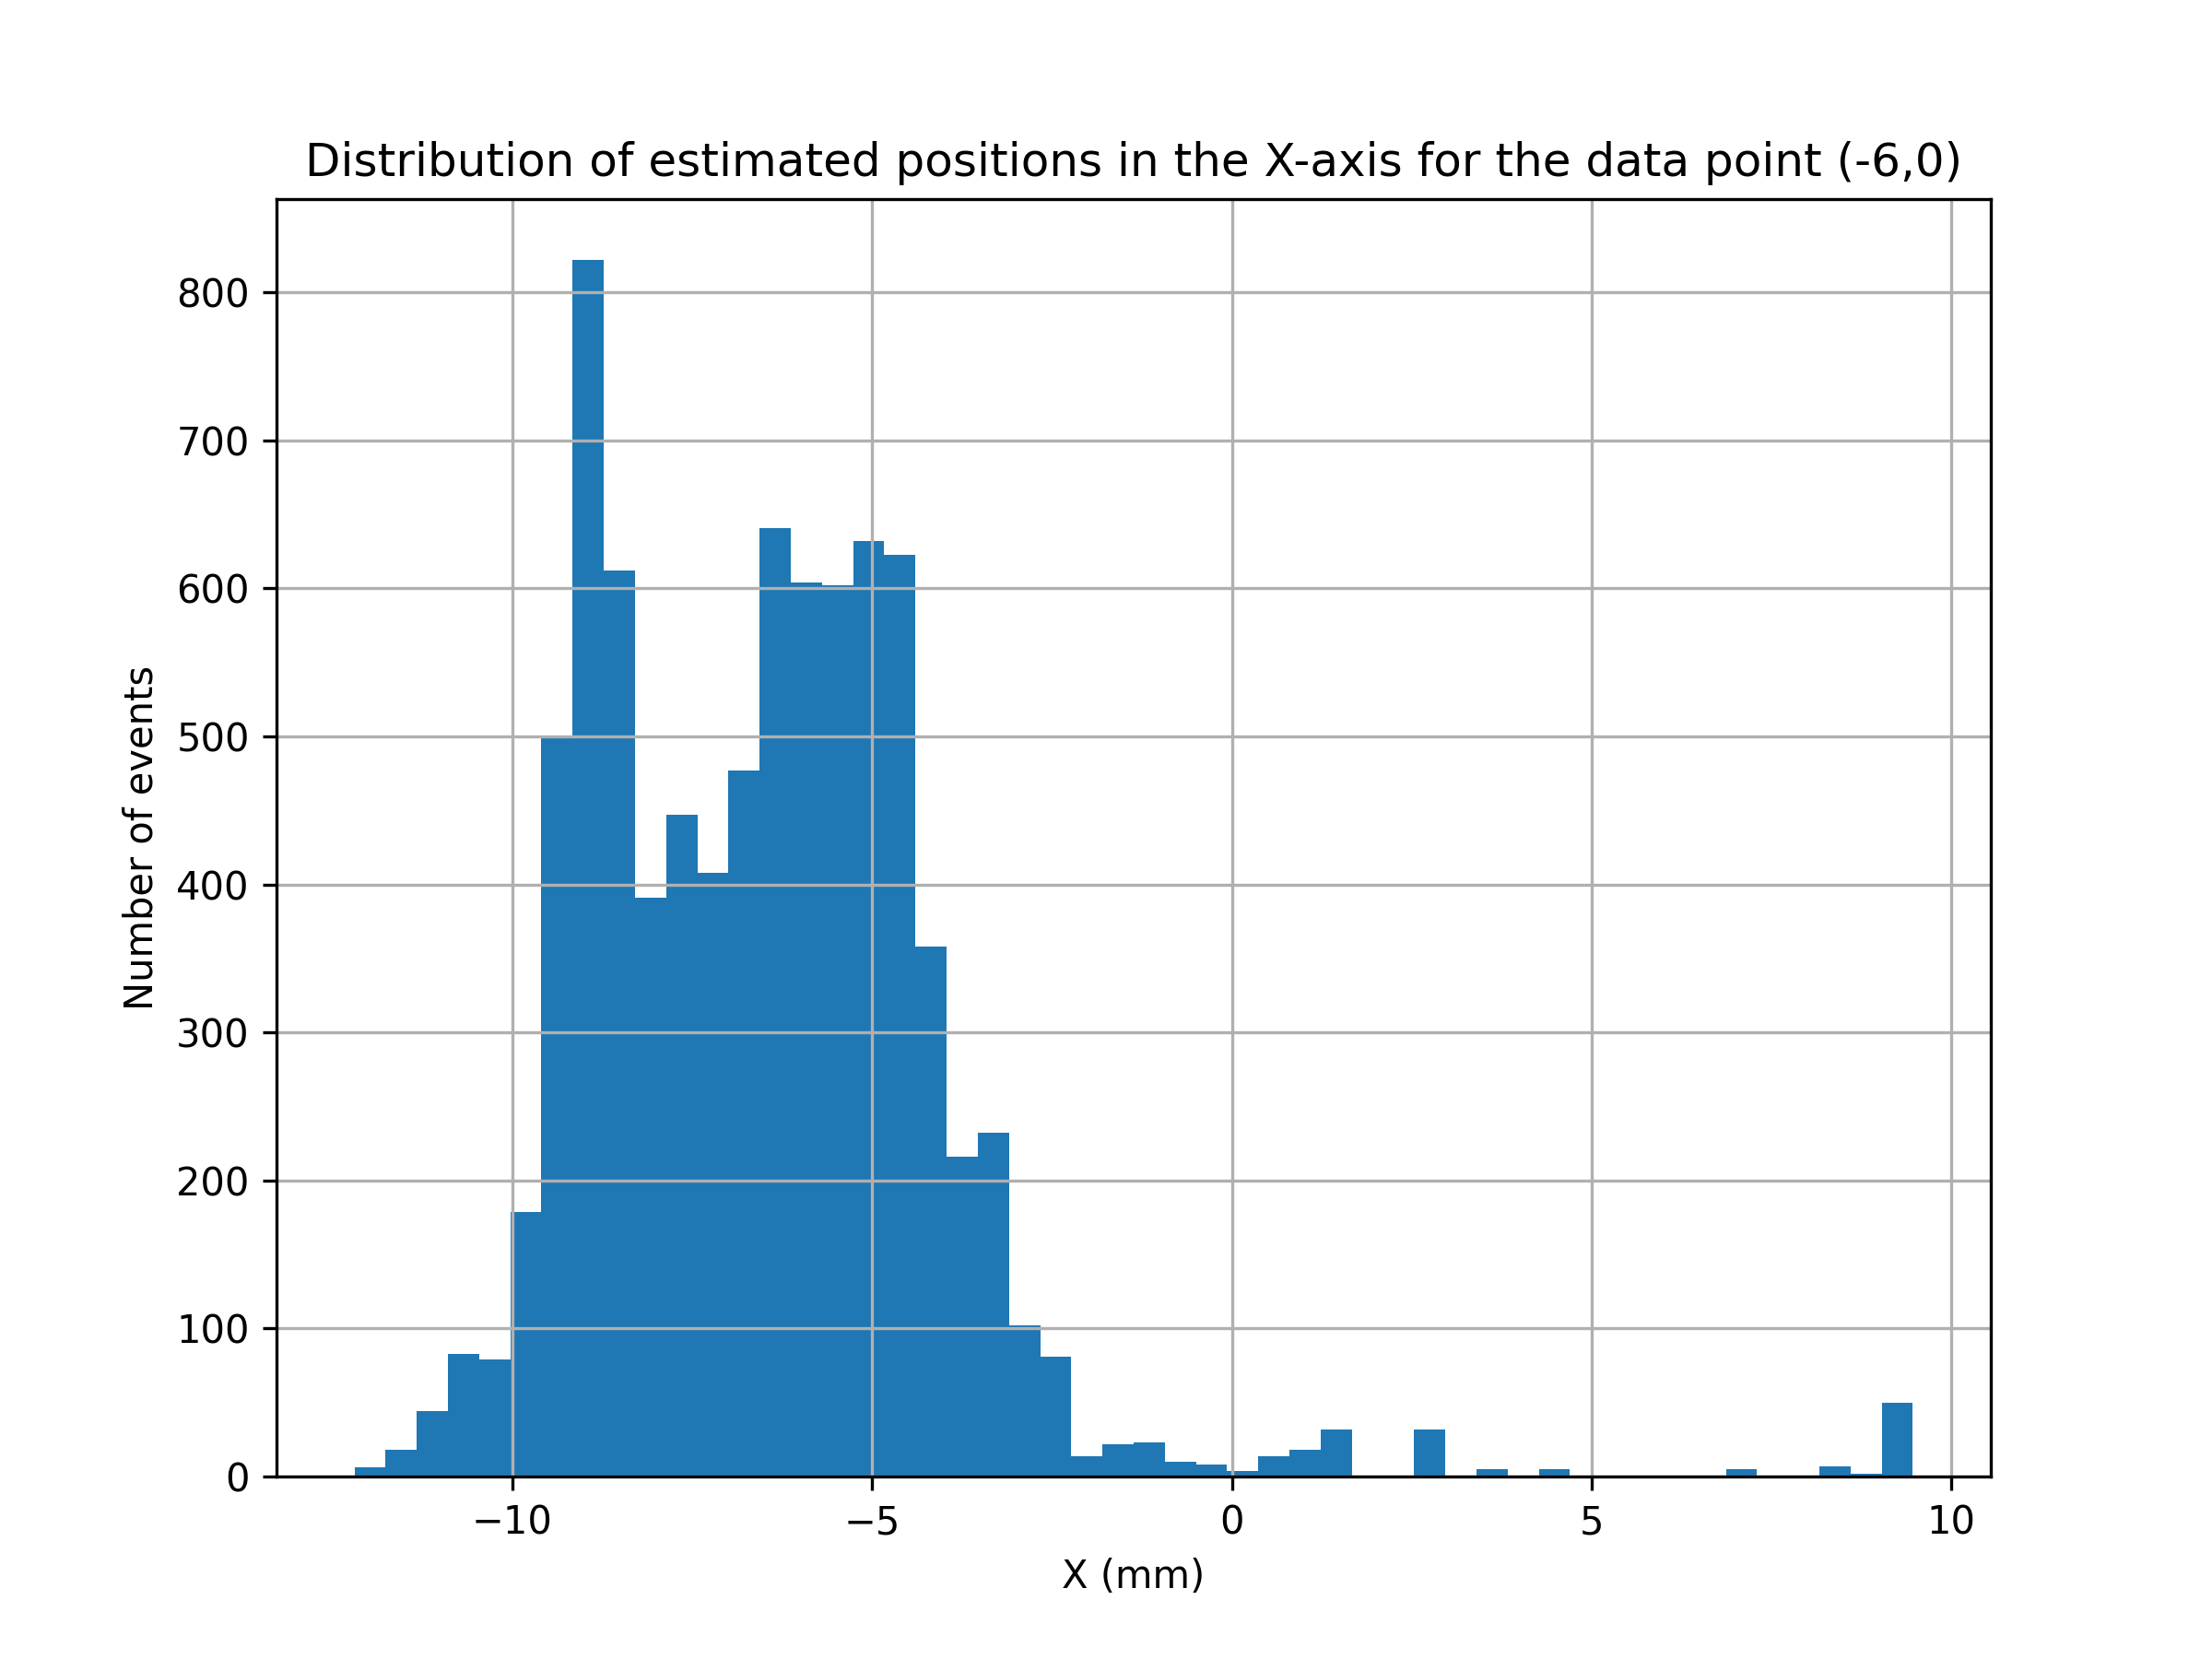 Distribution of estimated positions in the X-axis for the data point (-6,0)
800
700
600
500
400
300
200
100
0
Number of events
−10 −5 0 5 10
X (mm)